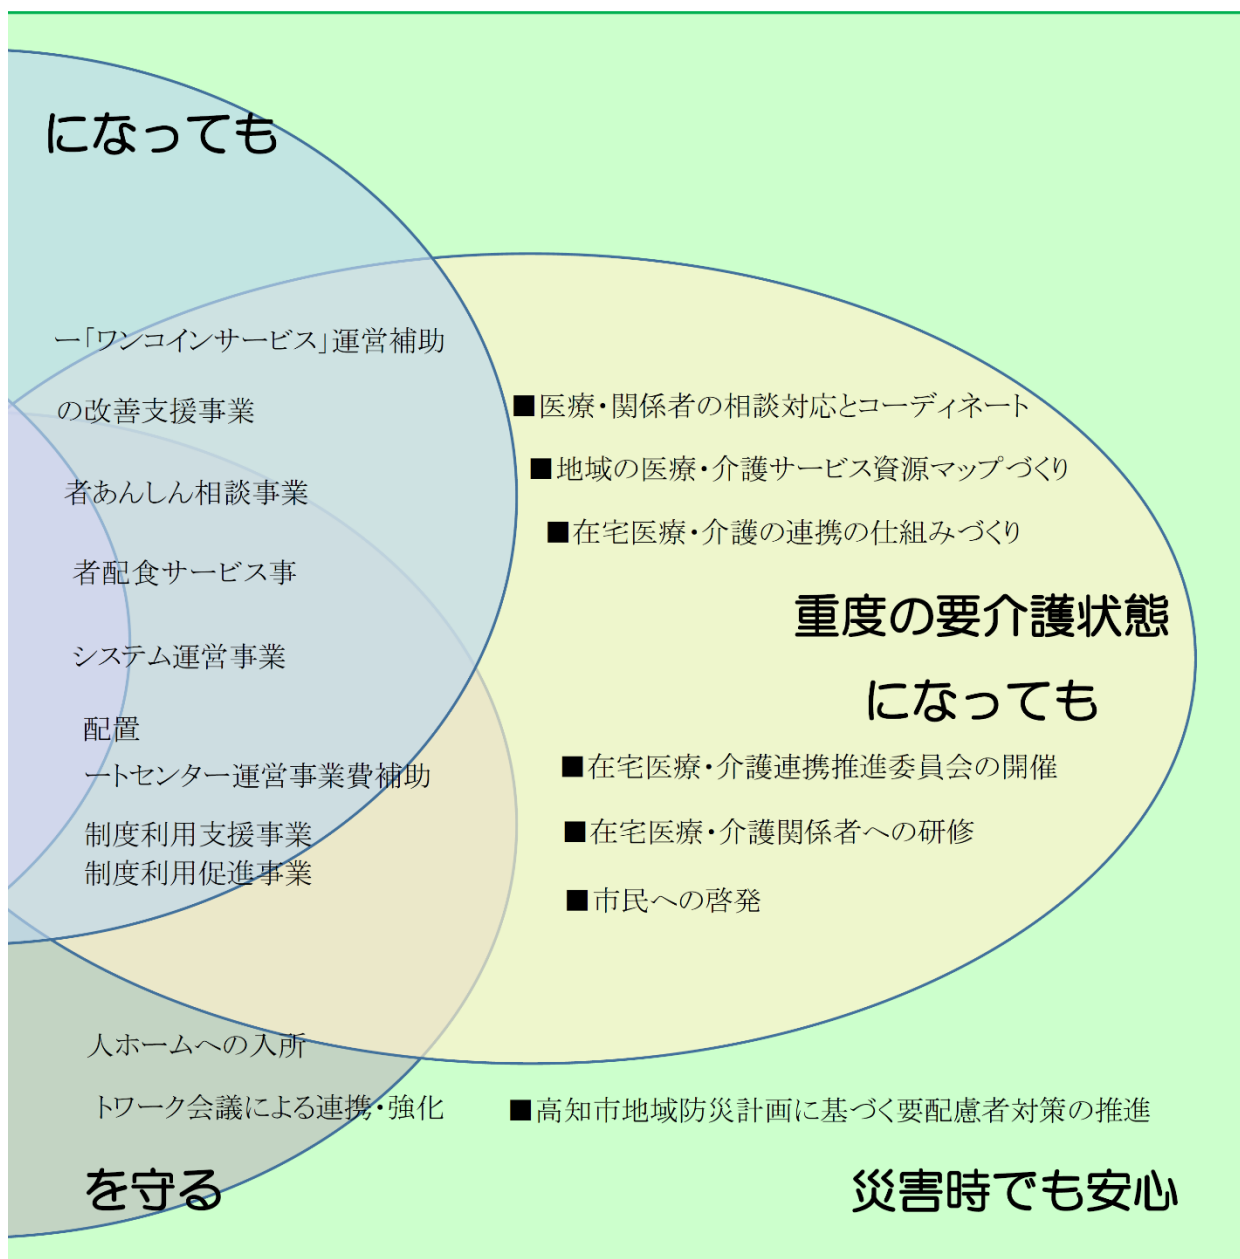 になっても
ー「ワンコインサービス」運営補助
の改善支援事業
■医療・関係者の相談対応とコーディネート
■地域の医療・介護サービス資源マップづくり
者あんしん相談事業
■在宅医療・介護の連携の仕組みづくり
者配食サービス事
重度の要介護状態
になっても
システム運営事業
配置
ートセンター運営事業費補助
■在宅医療・介護連携推進委員会の開催
制度利用支援事業
■在宅医療・介護関係者への研修
制度利用促進事業
■市民への啓発
人ホームへの入所
トワーク会議による連携・強化
■高知市地域防災計画に基づく要配慮者対策の推進
を守る
災害時でも安心